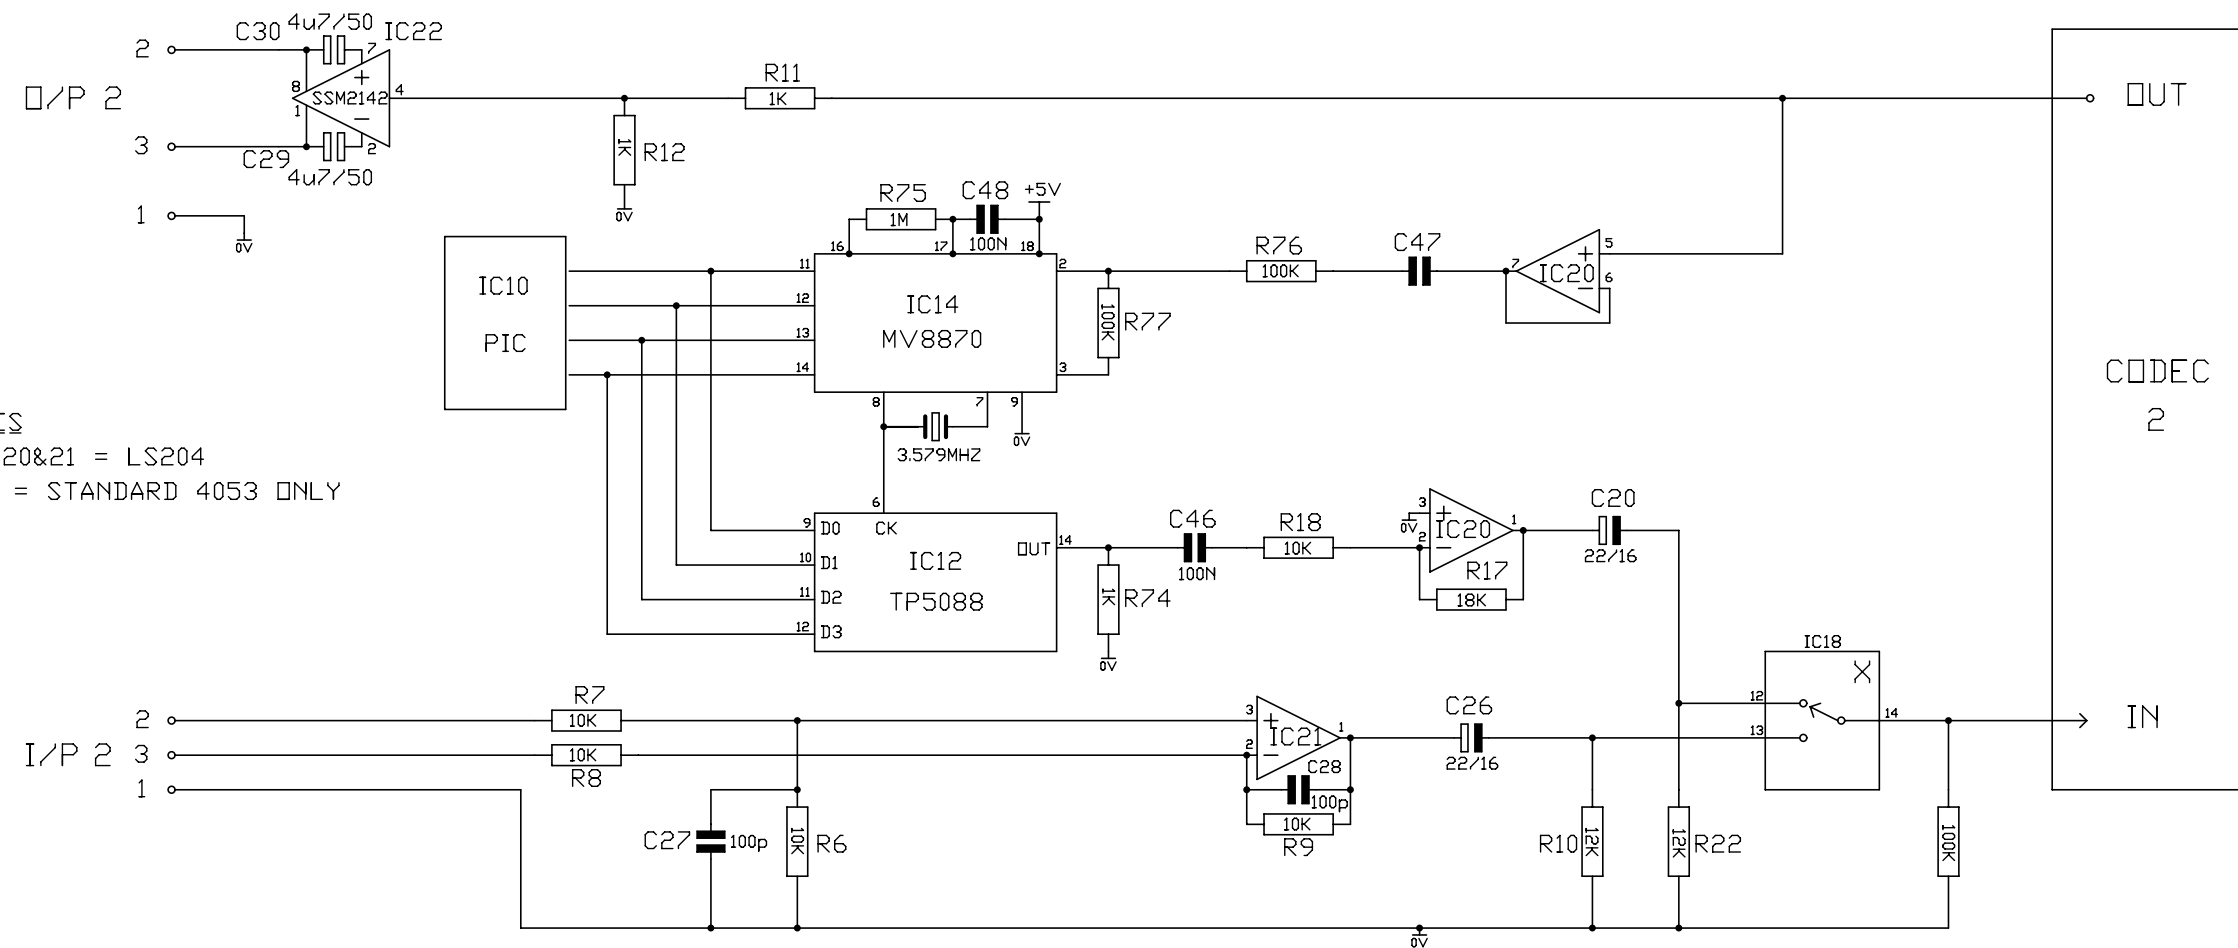 C30 4u7/50 IC22
2 7
+
O/P 2 8 SSM2142 4 R11 1K OUT
1 −
3 C29 2
4u7/50
1K R12
0V
1
0V
R75 C48 +5V
1M
100N
16 17 18
IC10
PIC
11
12
13
14
IC14
MV8870
2
3
R76
100K
C47
7 IC20 + 5
− 6
100K R77
8 7 9
3.579MHZ
0V
CODEC
2
CS
20&21 = LS204
= STANDARD 4053 ONLY
6
9 D0 CK
10 D1
11 D2
12 D3
IC12
TP5088
OUT 14
C46
100N
R18
10K
1K R74
0V
3 +
0V
2 −
IC20 1
R17
18K
C20
22/16
IC18
X
12
13
14
IN
I/P 2
2 R7
10K
3 10K
R8
1
C27 100p
10K R6
3 +
2 −
IC21 1
C28
100p
10K
R9
C26
22/16
R10 12K
12K R22
100K
0V